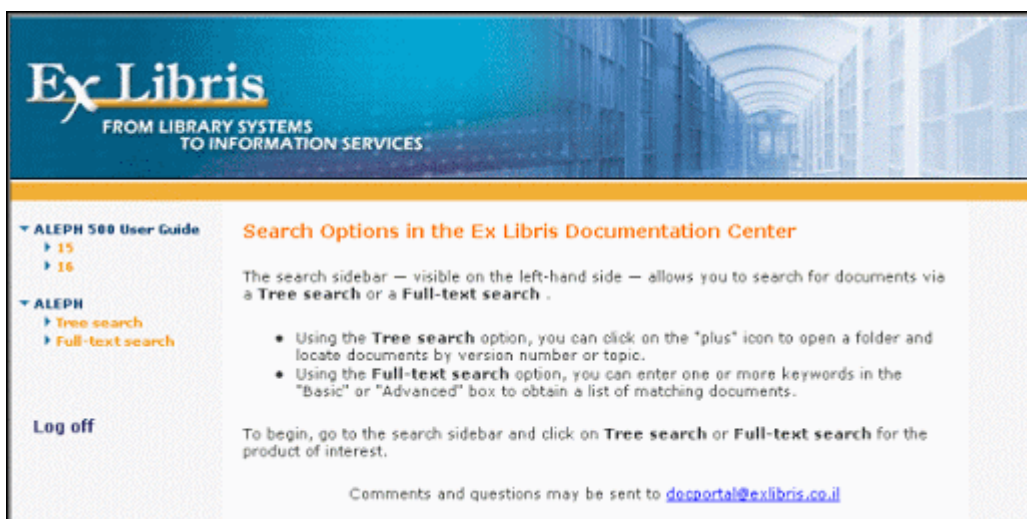 Ex Libris
FROM LIBRARY SYSTEMS
TO INFORMATION SERVICES
ALEPH 500 User Guide
15
16
ALEPH
Tree search
Full-text search
Log off
Search Options in the Ex Libris Documentation Center
The search sidebar — visible on the left-hand side — allows you to search for documents via
a Tree search or a Full-text search .
• Using the Tree search option, you can click on the "plus" icon to open a folder and
locate documents by version number or topic.
• Using the Full-text search option, you can enter one or more keywords in the
"Basic" or "Advanced" box to obtain a list of matching documents.
To begin, go to the search sidebar and click on Tree search or Full-text search for the
product of interest.
Comments and questions may be sent to docportal@exlibris.co.il